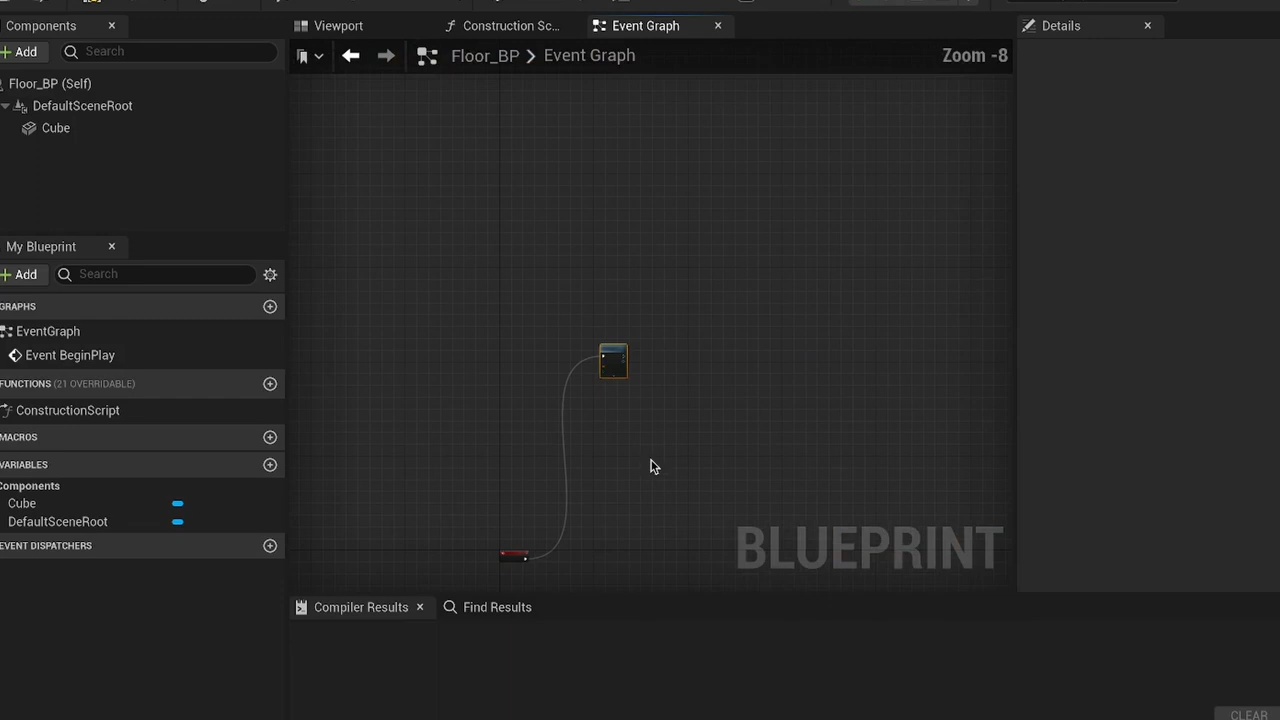 Components
Viewport
Construction Sc...
Event Graph
Details
Add
Search
Floor_BP
Event Graph
Zoom -8
Floor_BP (Self)
DefaultSceneRoot
Cube
My Blueprint
Add
Search
GRAPHS
EventGraph
Event BeginPlay
FUNCTIONS (21 OVERRIDABLE)
ConstructionScript
MACROS
VARIABLES
Components
Cube
DefaultSceneRoot
EVENT DISPATCHERS
BLUEPRINT
Compiler Results
Find Results
CLEAR